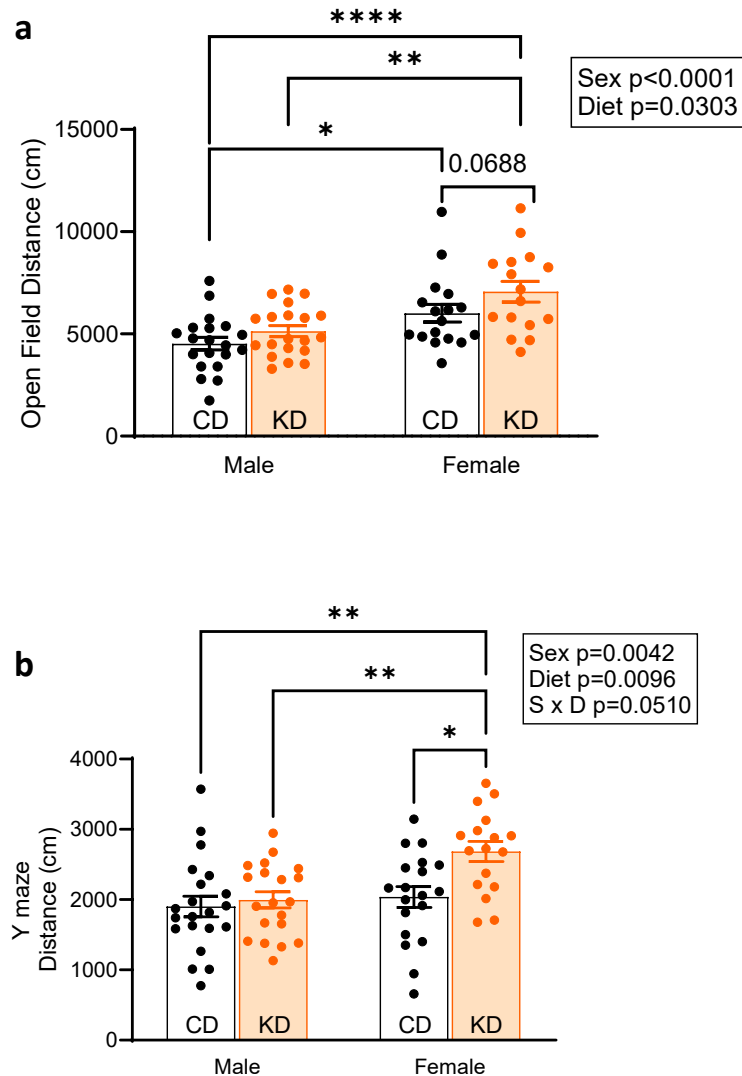 a
****
**
Sex p<0.0001
Diet p=0.0303
*
0.0688
15000
10000
5000
0
Open Field Distance (cm)
CD
KD
CD
KD
Male
Female
b
**
**
Sex p=0.0042
Diet p=0.0096
S x D p=0.0510
*
4000
3000
2000
1000
0
Y maze
Distance (cm)
CD
KD
CD
KD
Male
Female